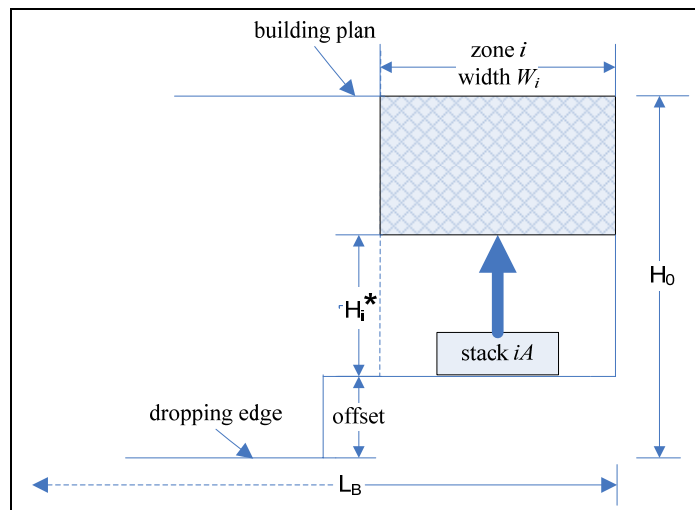 building plan
zone i
width Wi
H0
Hi*
stack iA
offset
dropping edge
LB